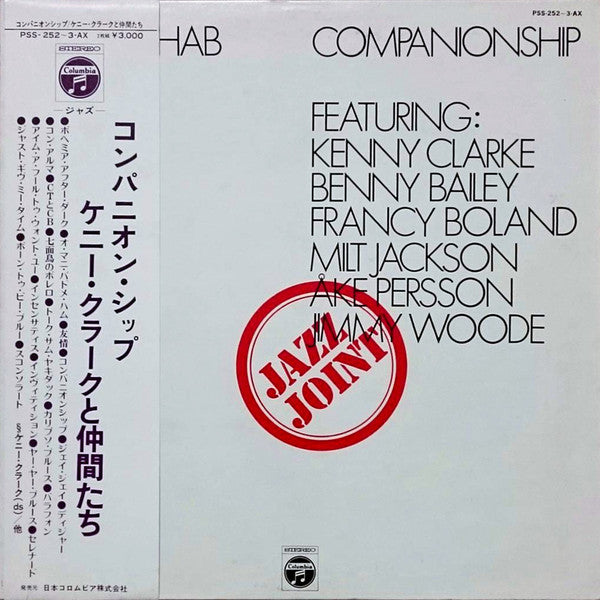 コンパニオンシップ/ケニー・クラークと仲間たち
PSS-252~3-AX 2枚組 ¥3,000
STEREO
Columbia
ジャズ
コンパニオン・シップ
ケニー・クラークと仲間たち
●ボヘミア・アフター・ダーク●オ・マニ・パトメ・ハム●友情●コンパニオンシップ●ジェイ・ジェイ●ディジャー
●コン・アルマ●CTとCB●七面鳥のボレロ●トーク・サム・ヤキダック●カリプソ・ブルース●バラフォン
●アイム・ア・フール・トゥ・ウォント・ユー●インセンサティス●インヴィティション●ヤー・ヤー・ブルース●セレナート
●ジャスト・ギヴ・ミー・タイム●ボーン・トゥ・ビー・ブルー●スコンソラート §ケニー・クラーク(ds)/他
発売元 日本コロムビア株式会社
PSS-252~3-AX
HAB COMPANIONSHIP
FEATURING:
KENNY CLARKE
BENNY BAILEY
FRANCY BOLAND
MILT JACKSON
ÅKE PERSSON
JIMMY WOODE
JAZZ
JOINT
STEREO
Columbia